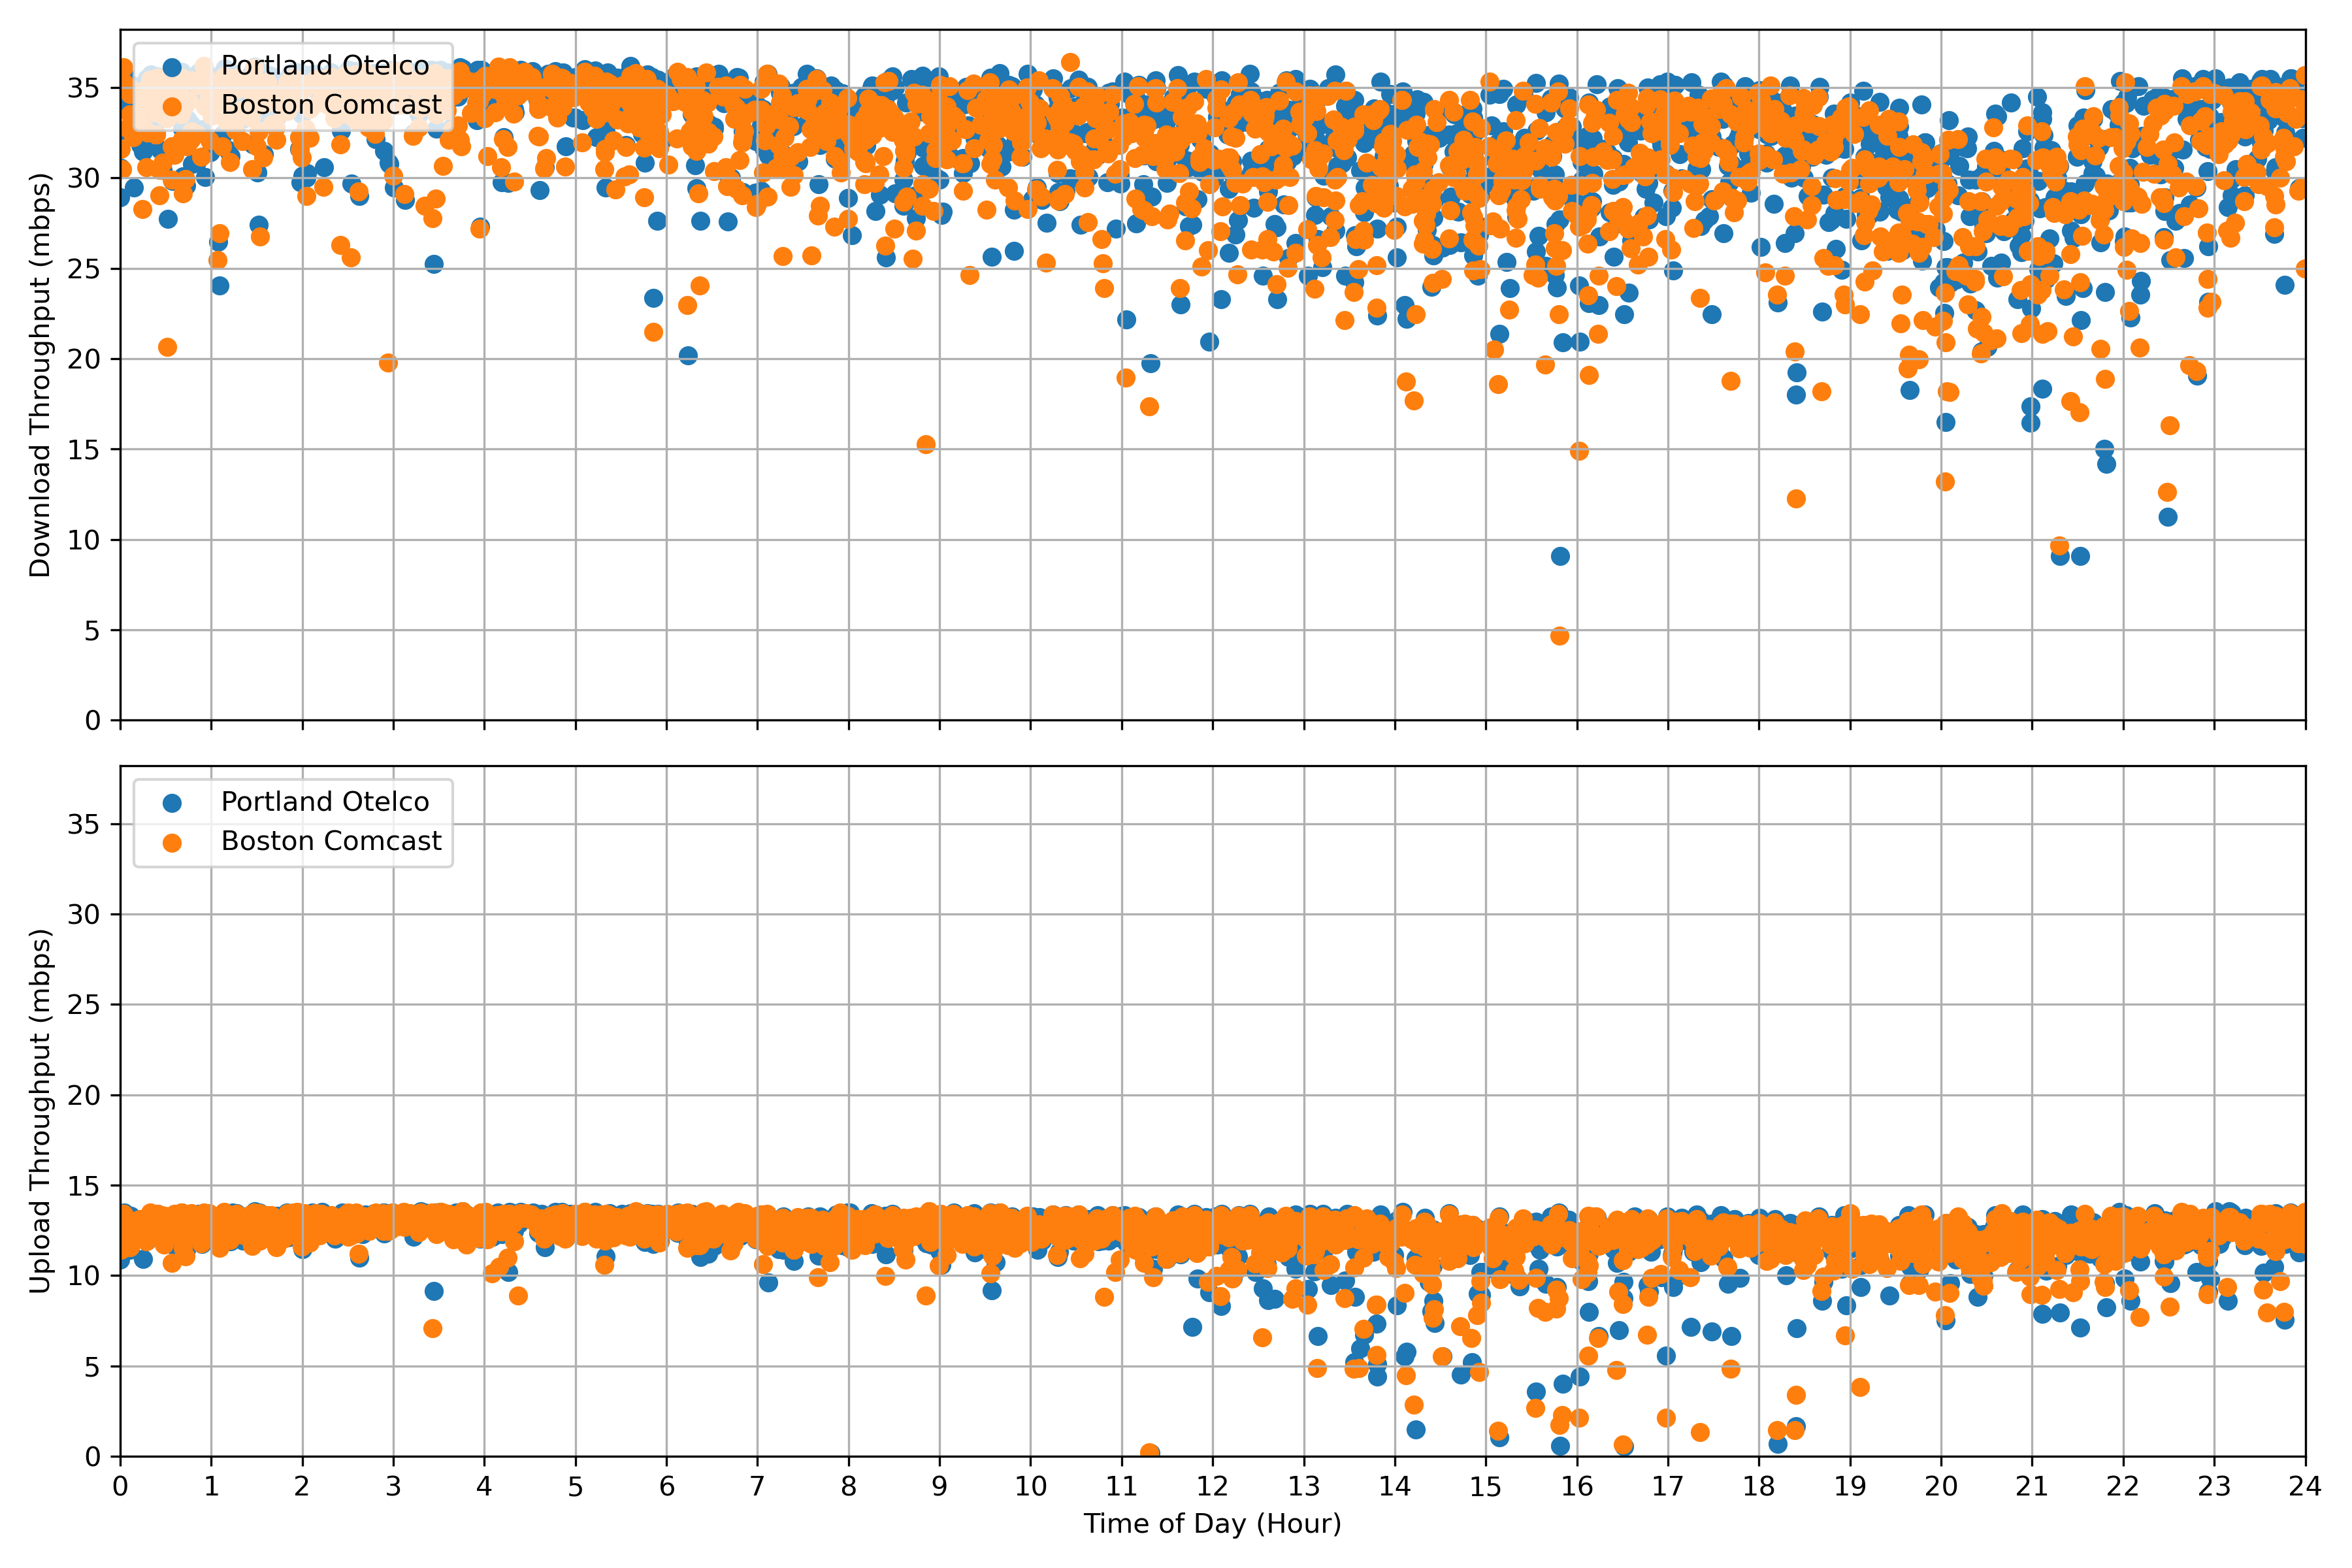 Download Throughput (mbps)
35
30
25
20
15
10
5
0
Portland Otelco
Boston Comcast
Upload Throughput (mbps)
35
30
25
20
15
10
5
0
Portland Otelco
Boston Comcast
0 1 2 3 4 5 6 7 8 9 10 11 12 13 14 15 16 17 18 19 20 21 22 23 24
Time of Day (Hour)